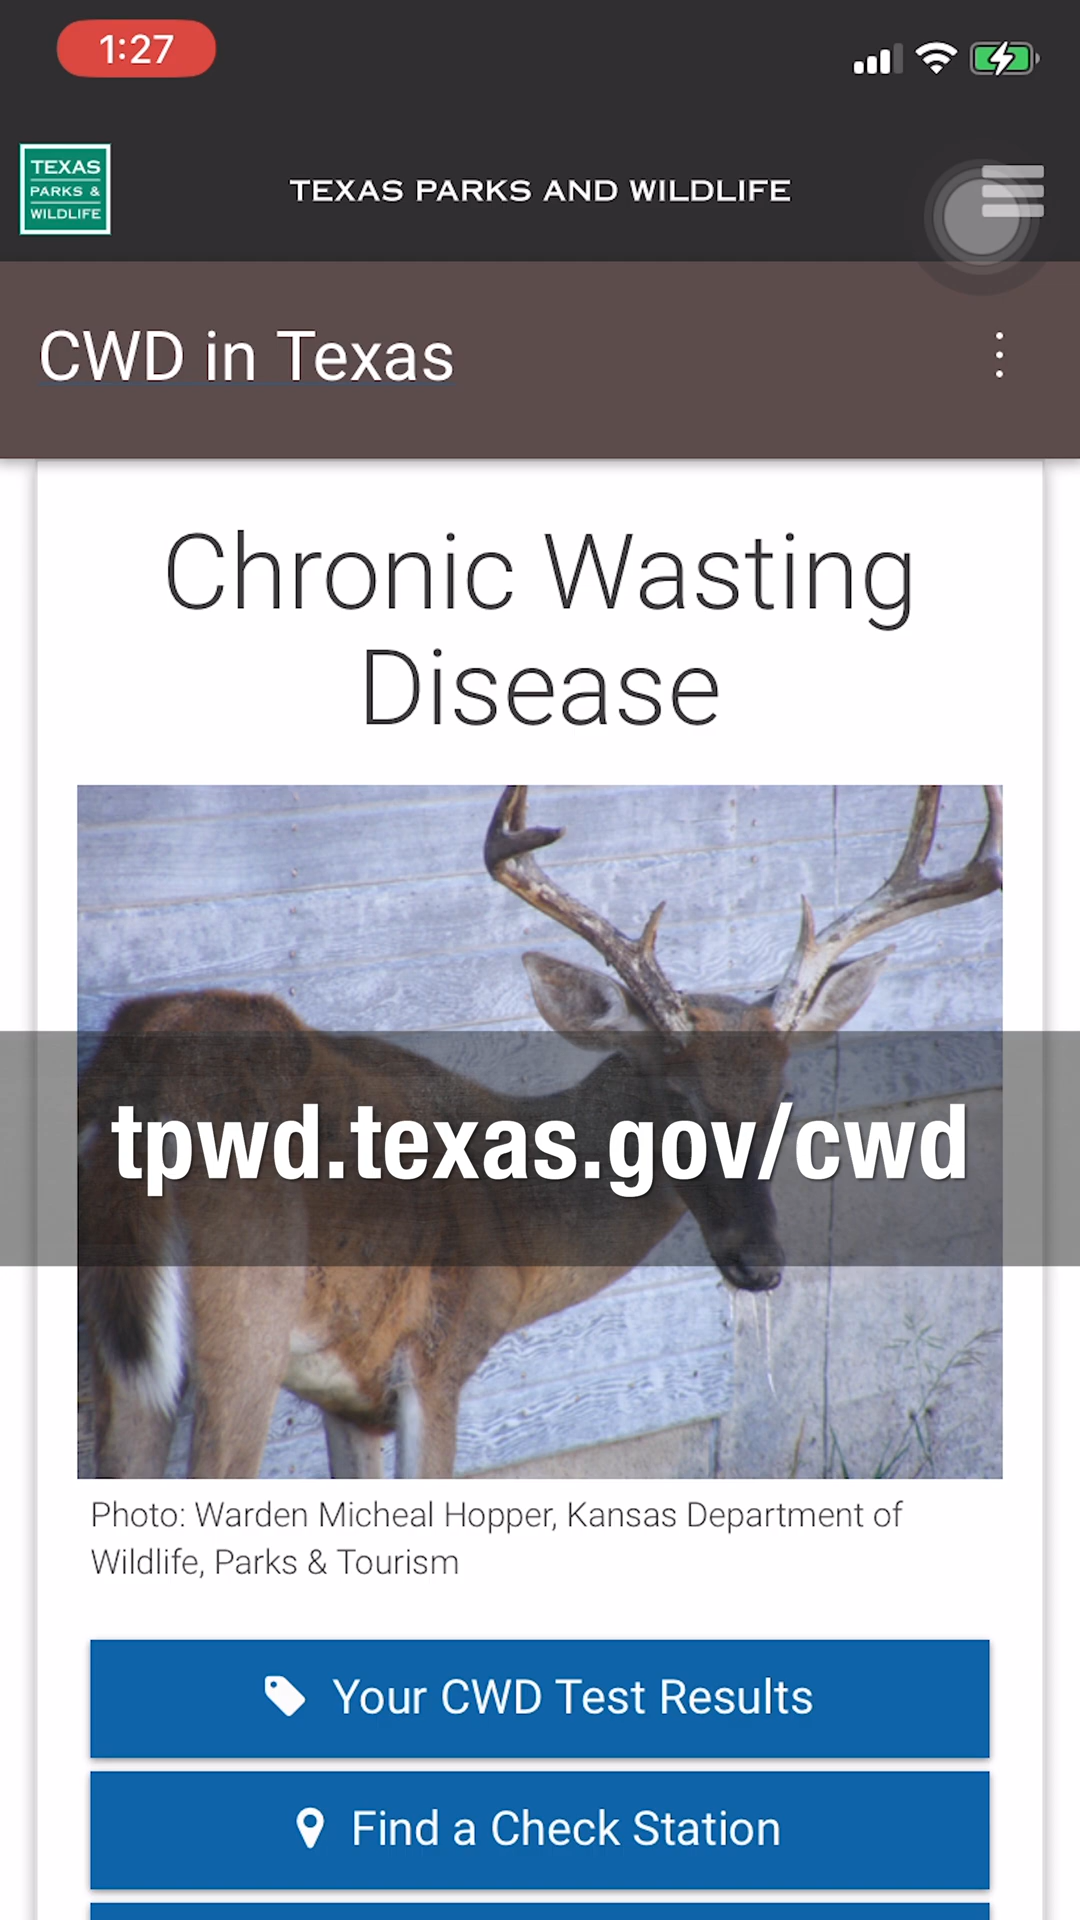 1:27
TEXAS
PARKS &
WILDLIFE
TEXAS PARKS AND WILDLIFE
CWD in Texas
Chronic Wasting
Disease
tpwd.texas.gov/cwd
Photo: Warden Micheal Hopper, Kansas Department of
Wildlife, Parks & Tourism
Your CWD Test Results
Find a Check Station